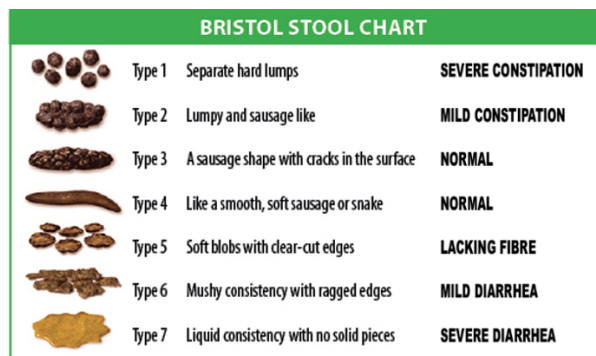 BRISTOL STOOL CHART
Type 1 Separate hard lumps SEVERE CONSTIPATION
Type 2 Lumpy and sausage like MILD CONSTIPATION
Type 3 A sausage shape with cracks in the surface NORMAL
Type 4 Like a smooth, soft sausage or snake NORMAL
Type 5 Soft blobs with clear-cut edges LACKING FIBRE
Type 6 Mushy consistency with ragged edges MILD DIARRHEA
Type 7 Liquid consistency with no solid pieces SEVERE DIARRHEA